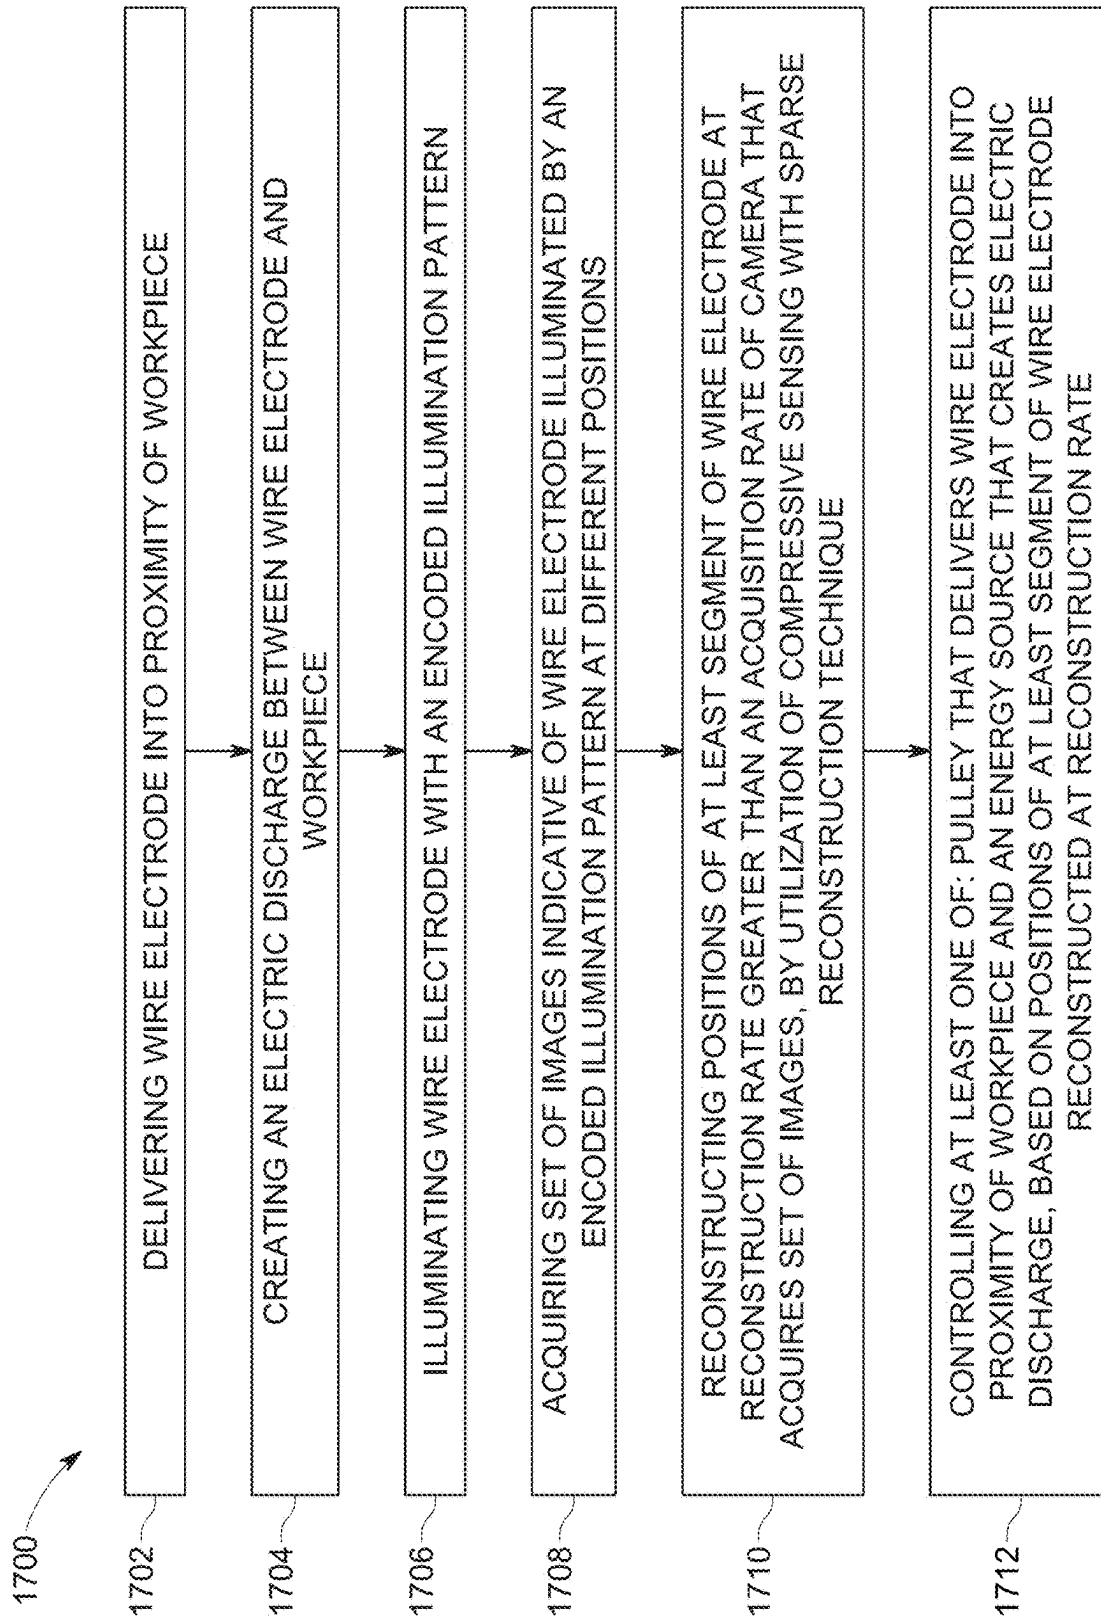 1700
1702
DELIVERING WIRE ELECTRODE INTO PROXIMITY OF WORKPIECE
1704
CREATING AN ELECTRIC DISCHARGE BETWEEN WIRE ELECTRODE AND
WORKPIECE
1706
ILLUMINATING WIRE ELECTRODE WITH AN ENCODED ILLUMINATION PATTERN
1708
ACQUIRING SET OF IMAGES INDICATIVE OF WIRE ELECTRODE ILLUMINATED BY AN
ENCODED ILLUMINATION PATTERN AT DIFFERENT POSITIONS
1710
RECONSTRUCTING POSITIONS OF AT LEAST SEGMENT OF WIRE ELECTRODE AT
RECONSTRUCTION RATE GREATER THAN AN ACQUISITION RATE OF CAMERA THAT
ACQUIRES SET OF IMAGES, BY UTILIZATION OF COMPRESSIVE SENSING WITH SPARSE
RECONSTRUCTION TECHNIQUE
1712
CONTROLLING AT LEAST ONE OF: PULLEY THAT DELIVERS WIRE ELECTRODE INTO
PROXIMITY OF WORKPIECE AND AN ENERGY SOURCE THAT CREATES ELECTRIC
DISCHARGE, BASED ON POSITIONS OF AT LEAST SEGMENT OF WIRE ELECTRODE
RECONSTRUCTED AT RECONSTRUCTION RATE